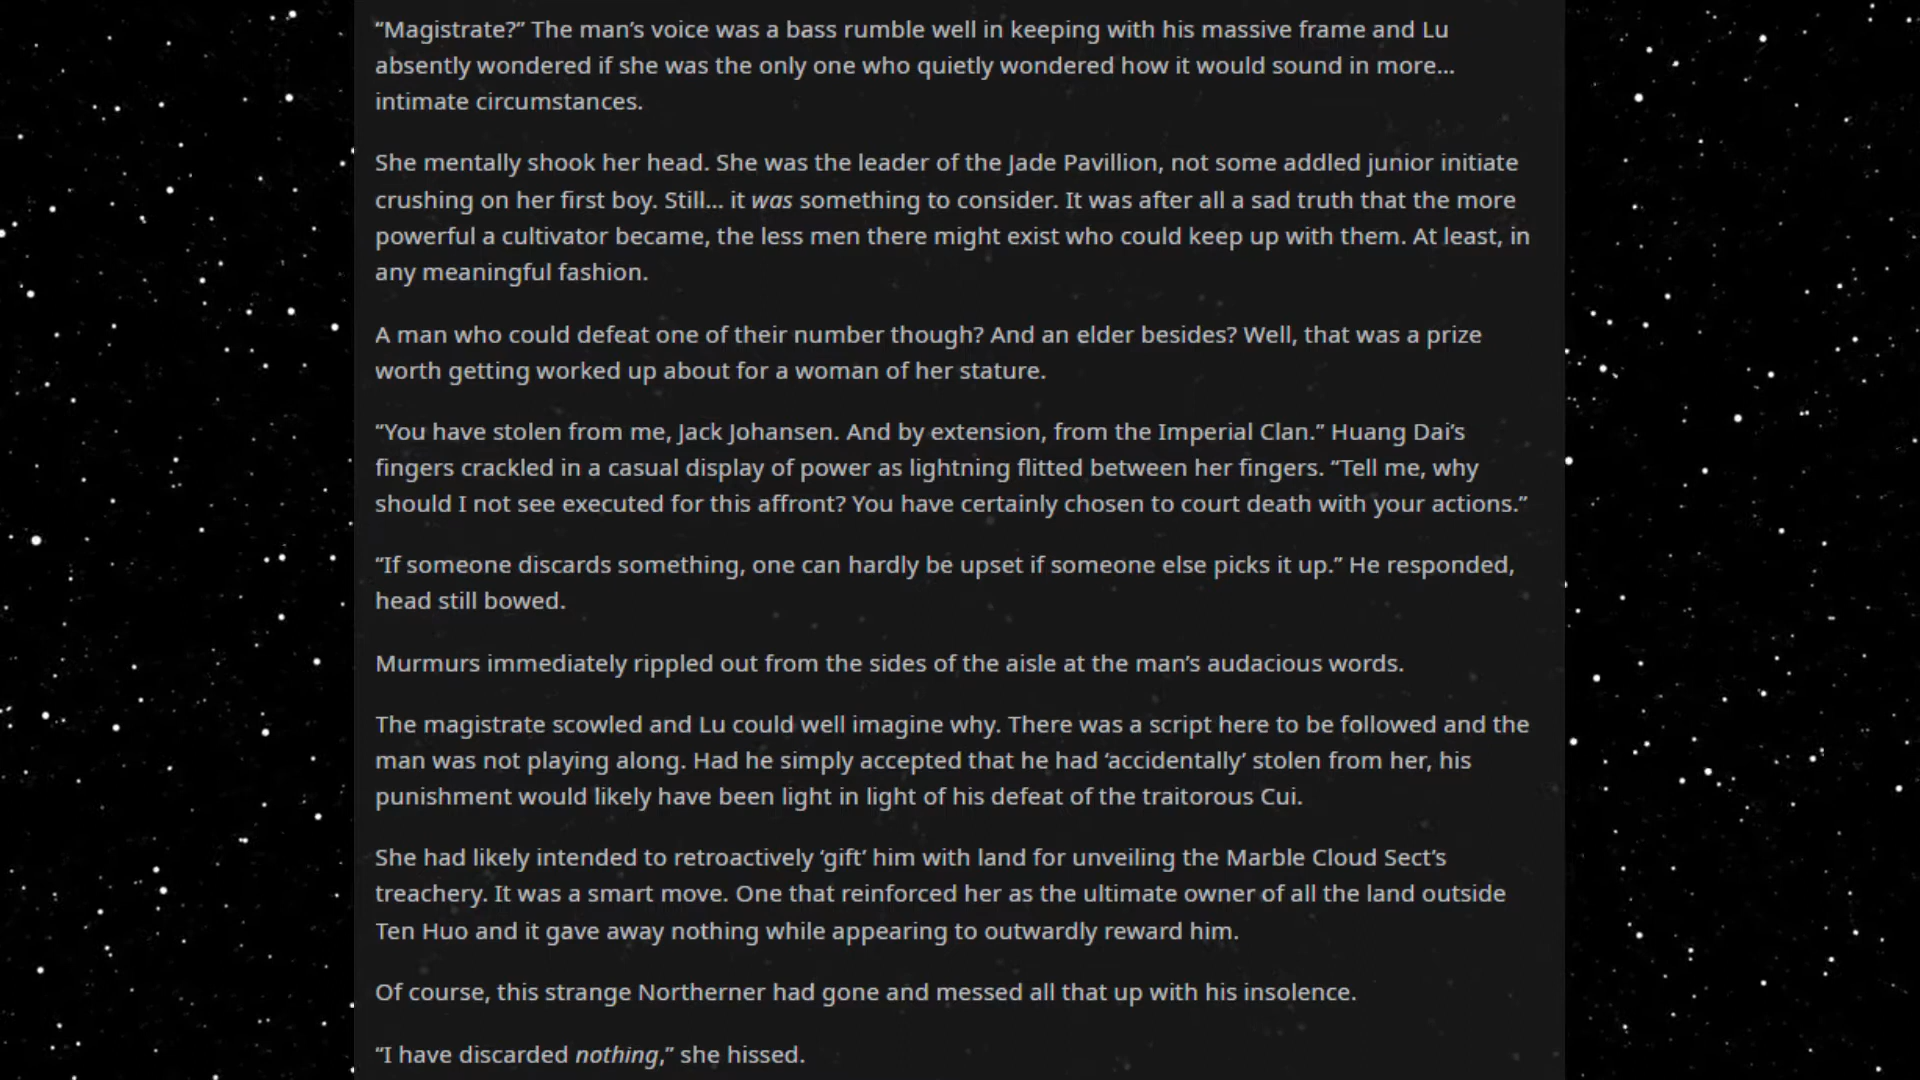 “Magistrate?” The man’s voice was a bass rumble well in keeping with his massive frame and Lu
absently wondered if she was the only one who quietly wondered how it would sound in more…
intimate circumstances.
She mentally shook her head. She was the leader of the Jade Pavillion, not some addled junior initiate
crushing on her first boy. Still… it was something to consider. It was after all a sad truth that the more
powerful a cultivator became, the less men there might exist who could keep up with them. At least, in
any meaningful fashion.
A man who could defeat one of their number though? And an elder besides? Well, that was a prize
worth getting worked up about for a woman of her stature.
“You have stolen from me, Jack Johansen. And by extension, from the Imperial Clan.” Huang Dai’s
fingers crackled in a casual display of power as lightning flitted between her fingers. “Tell me, why
should I not see executed for this affront? You have certainly chosen to court death with your actions.”
“If someone discards something, one can hardly be upset if someone else picks it up.” He responded,
head still bowed.
Murmurs immediately rippled out from the sides of the aisle at the man’s audacious words.
The magistrate scowled and Lu could well imagine why. There was a script here to be followed and the
man was not playing along. Had he simply accepted that he had ‘accidentally’ stolen from her, his
punishment would likely have been light in light of his defeat of the traitorous Cui.
She had likely intended to retroactively ‘gift’ him with land for unveiling the Marble Cloud Sect’s
treachery. It was a smart move. One that reinforced her as the ultimate owner of all the land outside
Ten Huo and it gave away nothing while appearing to outwardly reward him.
Of course, this strange Northerner had gone and messed all that up with his insolence.
“I have discarded nothing,” she hissed.